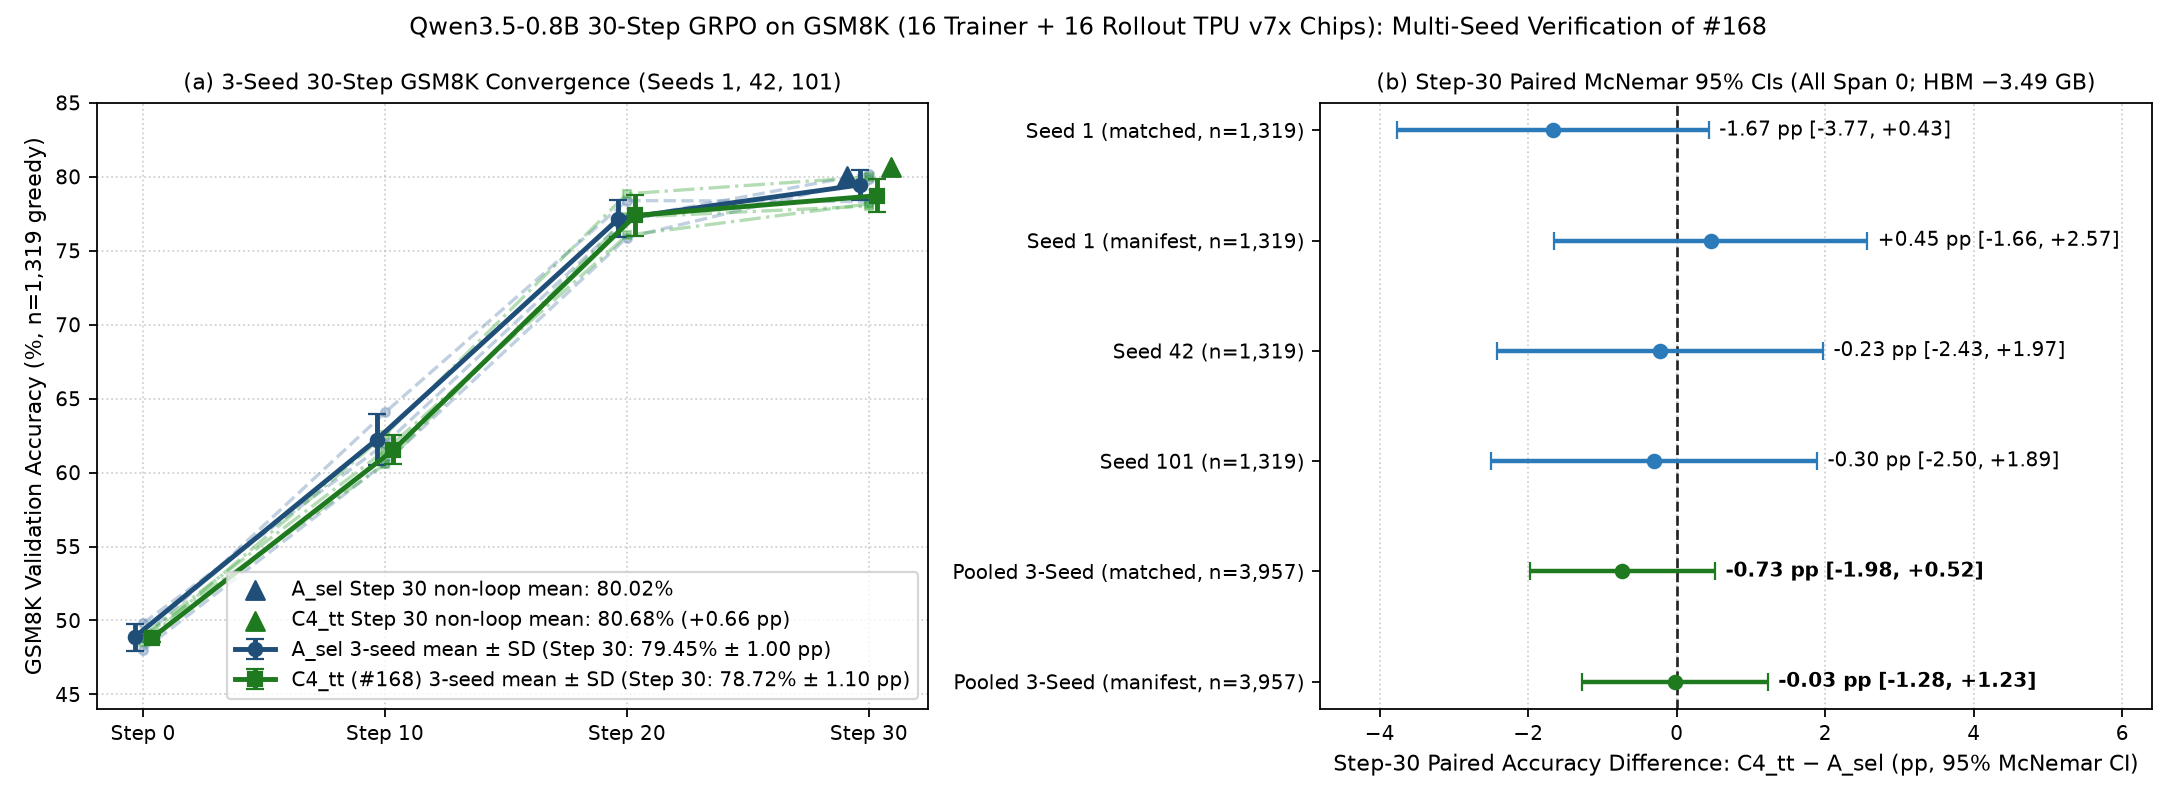 Qwen3.5-0.8B 30-Step GRPO on GSM8K (16 Trainer + 16 Rollout TPU v7x Chips): Multi-Seed Verification of #168
(a) 3-Seed 30-Step GSM8K Convergence (Seeds 1, 42, 101)
GSM8K Validation Accuracy (%, n=1,319 greedy)
85
80
75
70
65
60
55
50
45
A_sel Step 30 non-loop mean: 80.02%
C4_tt Step 30 non-loop mean: 80.68% (+0.66 pp)
A_sel 3-seed mean ± SD (Step 30: 79.45% ± 1.00 pp)
C4_tt (#168) 3-seed mean ± SD (Step 30: 78.72% ± 1.10 pp)
Step 0
Step 10
Step 20
Step 30
(b) Step-30 Paired McNemar 95% CIs (All Span 0; HBM −3.49 GB)
Seed 1 (matched, n=1,319)
-1.67 pp [-3.77, +0.43]
Seed 1 (manifest, n=1,319)
+0.45 pp [-1.66, +2.57]
Seed 42 (n=1,319)
-0.23 pp [-2.43, +1.97]
Seed 101 (n=1,319)
-0.30 pp [-2.50, +1.89]
Pooled 3-Seed (matched, n=3,957)
-0.73 pp [-1.98, +0.52]
Pooled 3-Seed (manifest, n=3,957)
-0.03 pp [-1.28, +1.23]
−4
−2
0
2
4
6
Step-30 Paired Accuracy Difference: C4_tt − A_sel (pp, 95% McNemar CI)